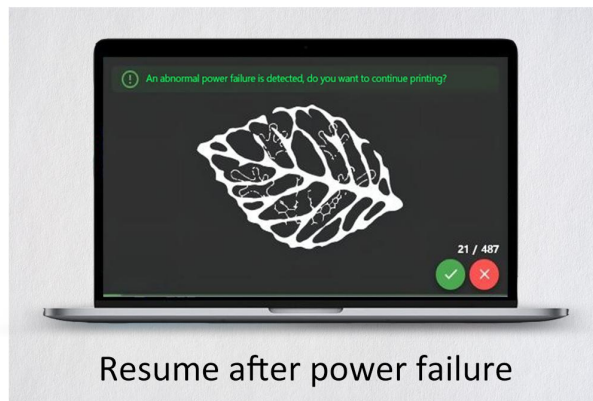 An abnormal power failure is detected, do you want to continue printing?
21 / 487
Resume after power failure